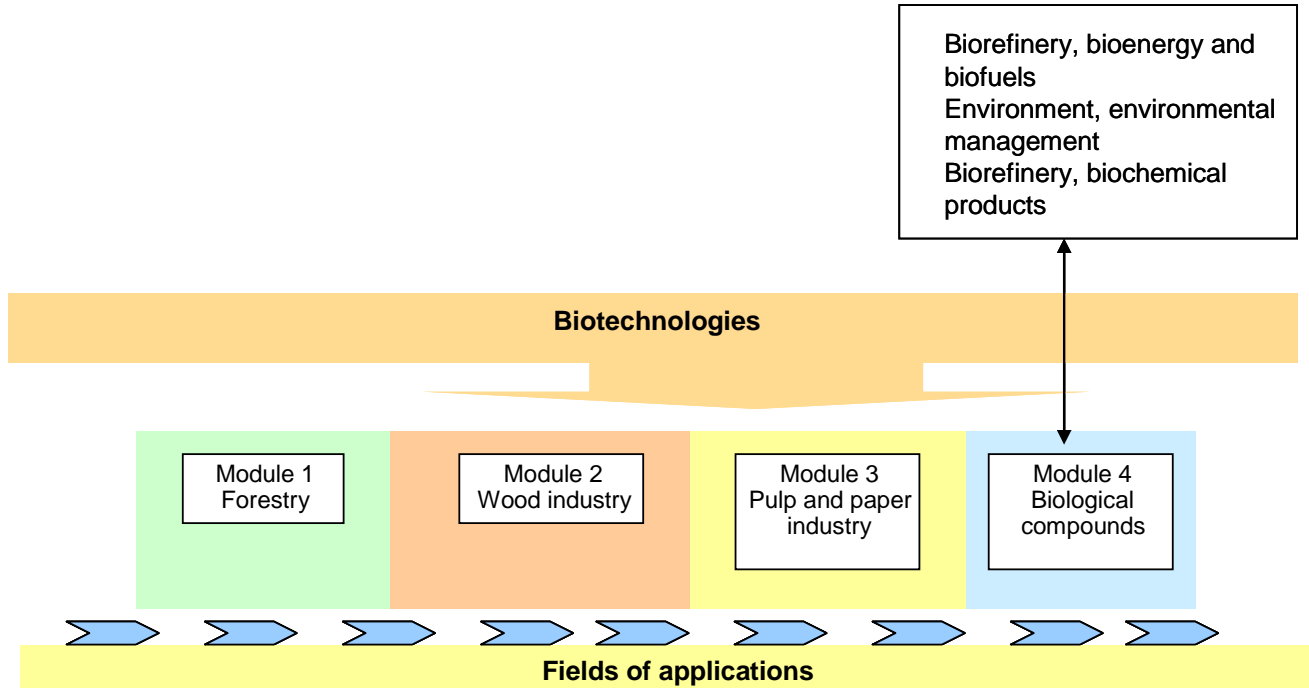 Biorefinery, bioenergy and
biofuels
Environment, environmental
management
Biorefinery, biochemical
products
Biotechnologies
Module 1
Forestry
Module 2
Wood industry
Module 3
Pulp and paper
industry
Module 4
Biological
compounds
Fields of applications